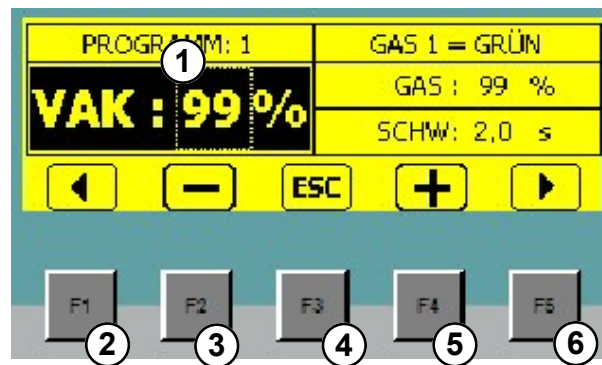 PROGRAMM: 1
GAS 1 = GRÜN
1
VAK : 99 %
GAS : 99 %
SCHW: 2,0 s
ESC
F1 F2 F3 F4 F5
2 3 4 5 6